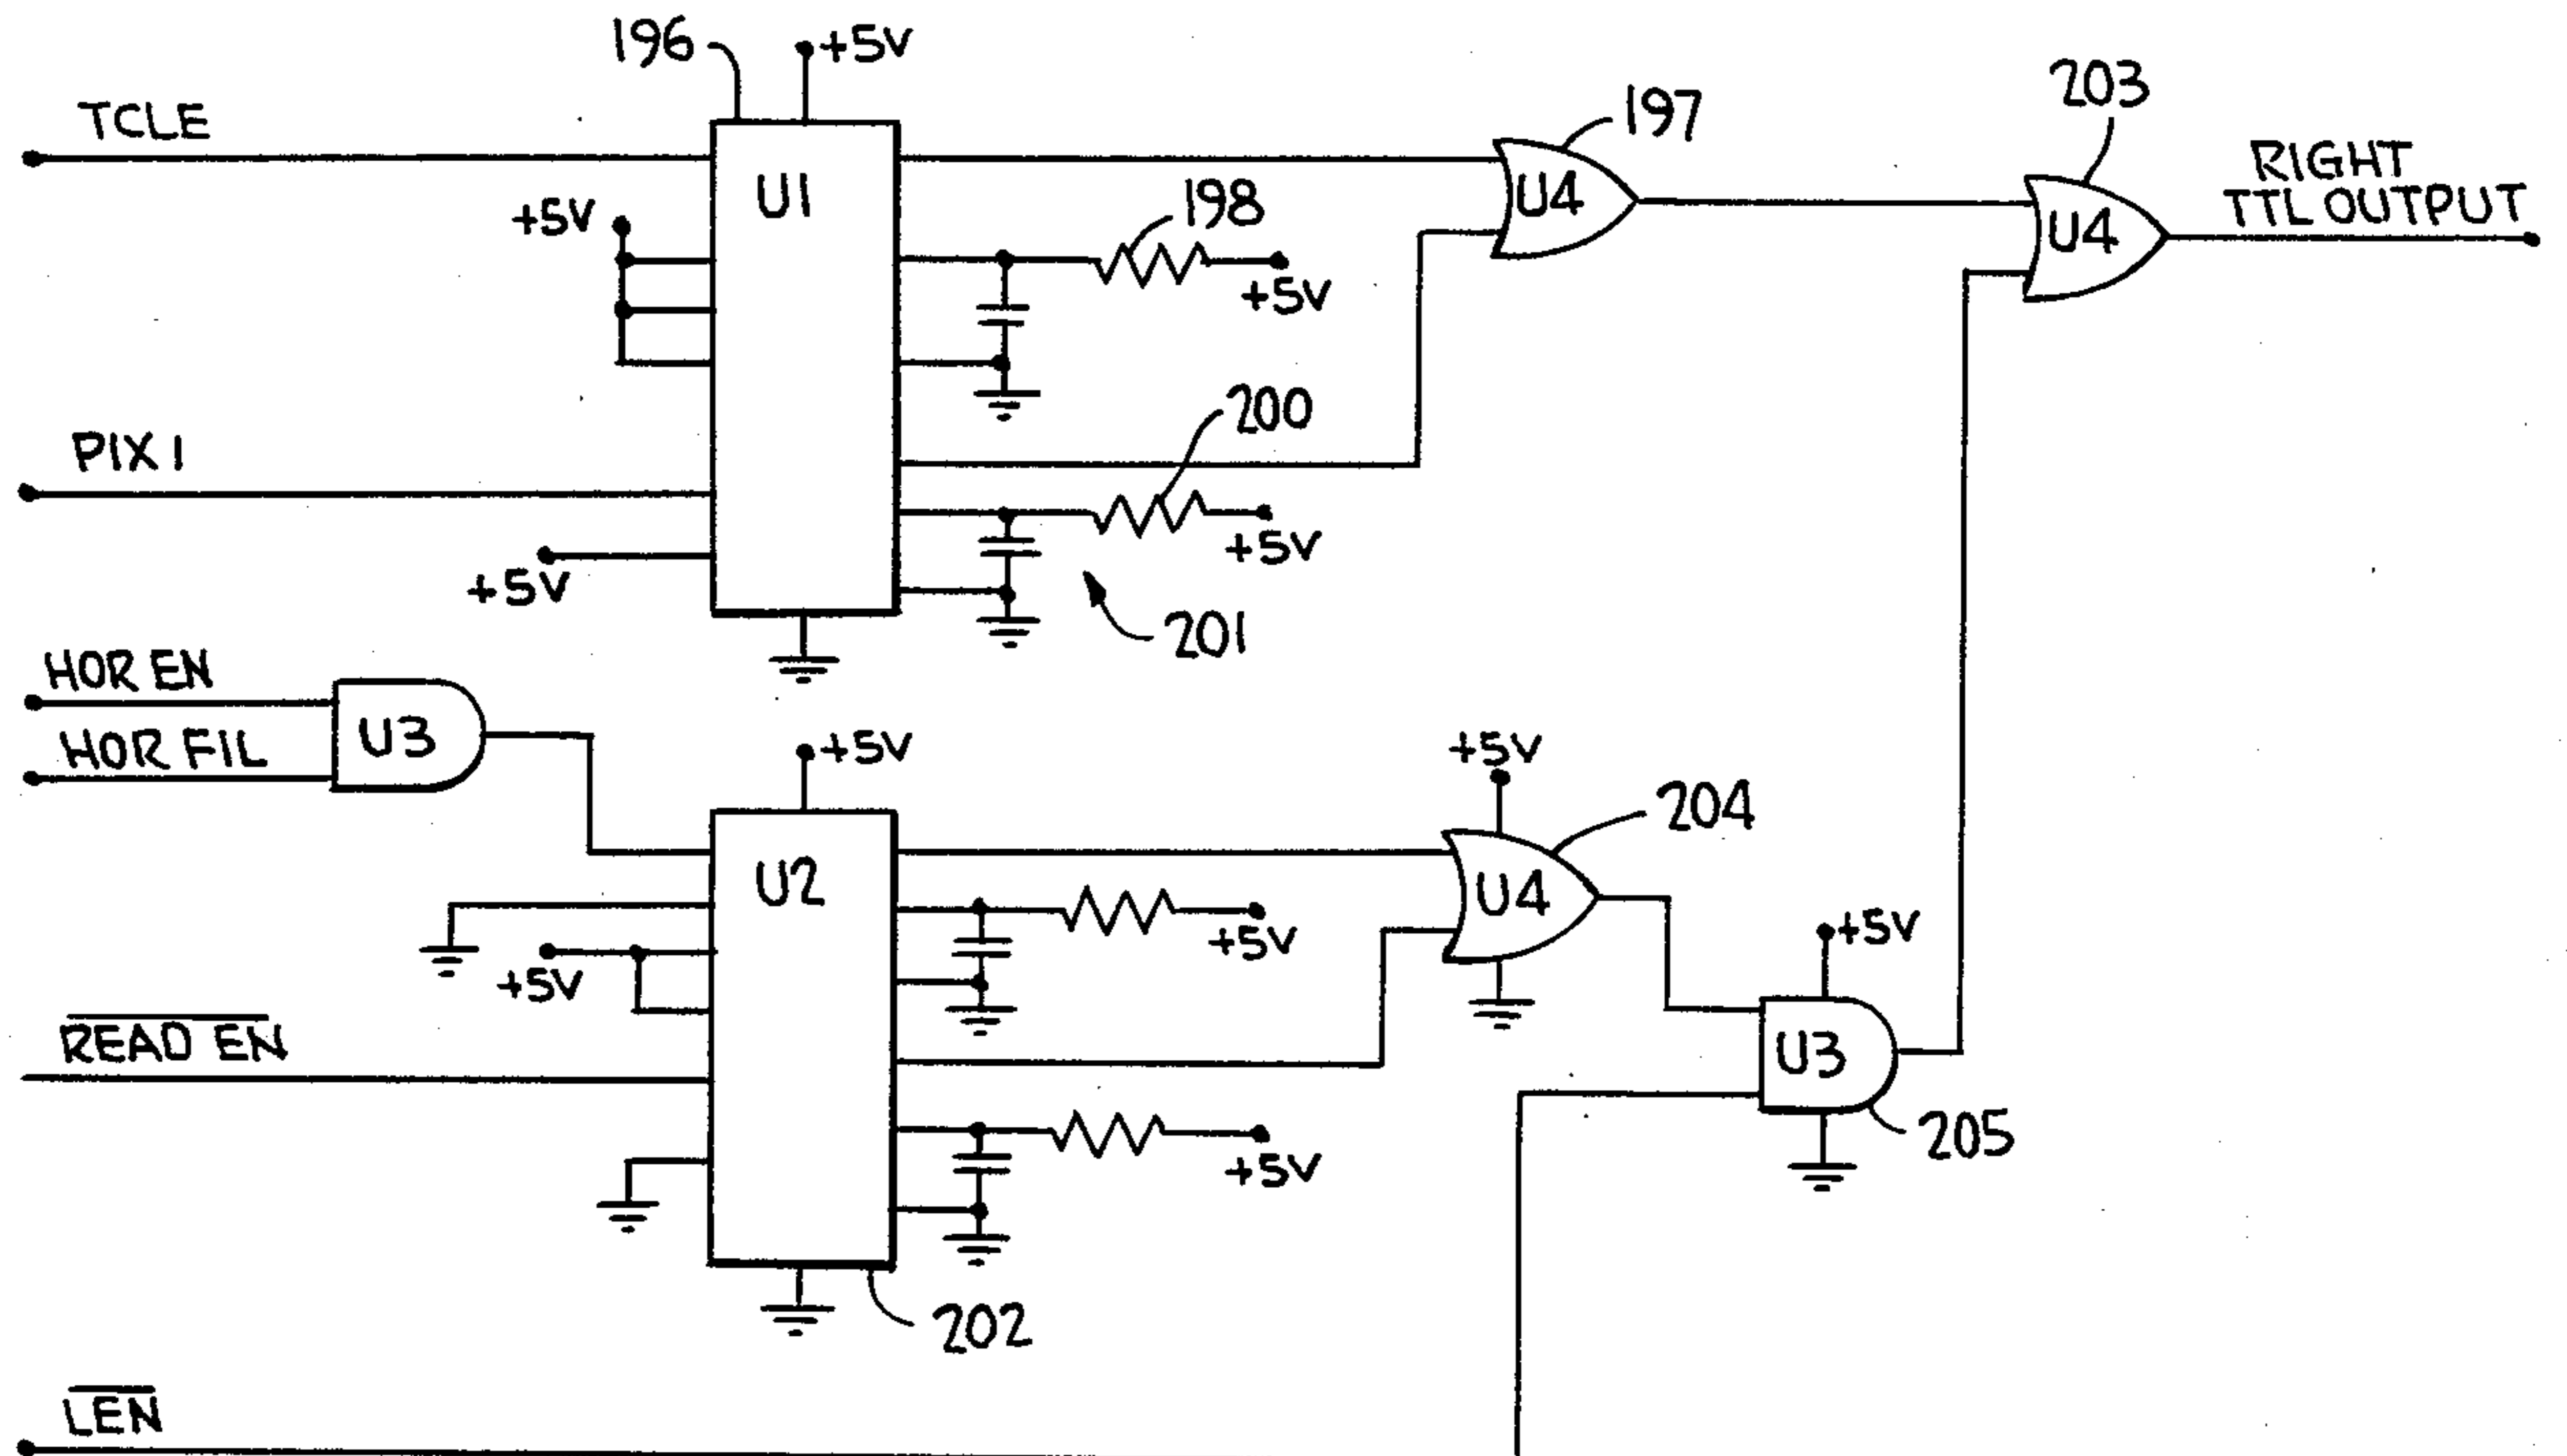 196
+5V
TCLE
U1
197
U4
203
U4
RIGHT
TTL OUTPUT
+5V
198
+5V
200
PIX 1
+5V
+5V
201
HOR EN
HOR FIL
U3
+5V
U2
+5V
204
U4
+5V
+5V
+5V
U3
205
READ EN
+5V
202
LEN